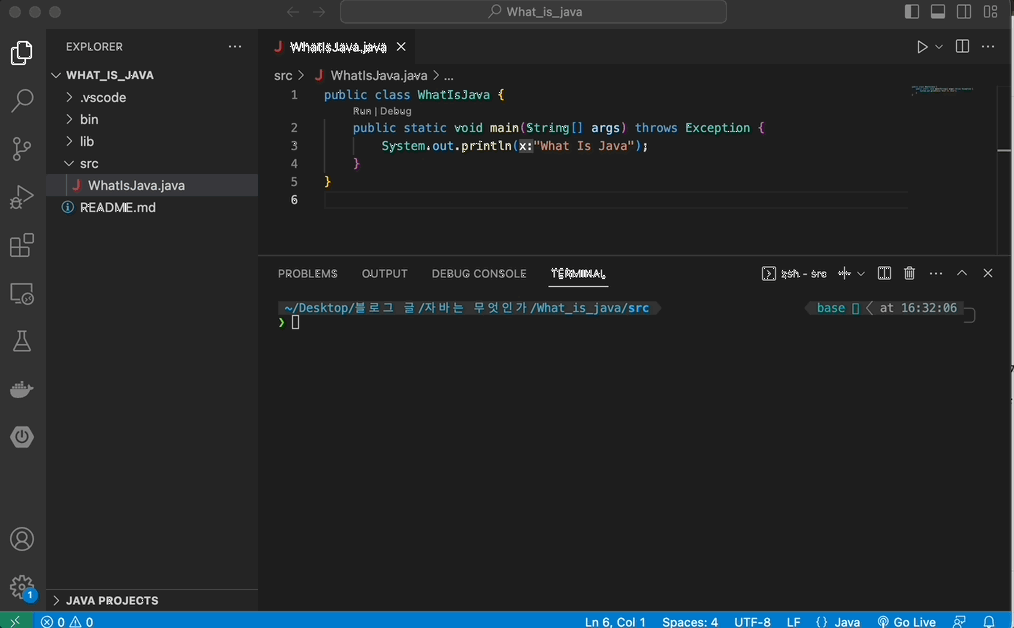 What_is_java
EXPLORER
WHAT_IS_JAVA
.vscode
bin
lib
src
J WhatIsJava.java
README.md
JAVA PROJECTS
J WhatIsJava.java
src > J WhatIsJava.java > ...
1 public class WhatIsJava {
Run | Debug
2 public static void main(String[] args) throws Exception {
3 System.out.println(x:"What Is Java");
4 }
5 }
6
PROBLEMS OUTPUT DEBUG CONSOLE TERMINAL
zsh - src
~/Desktop/블로그 글/자바는 무엇인가/What_is_java/src
base at 16:32:06
❯
1
0 0
Ln 6, Col 1 Spaces: 4 UTF-8 LF {} Java Go Live